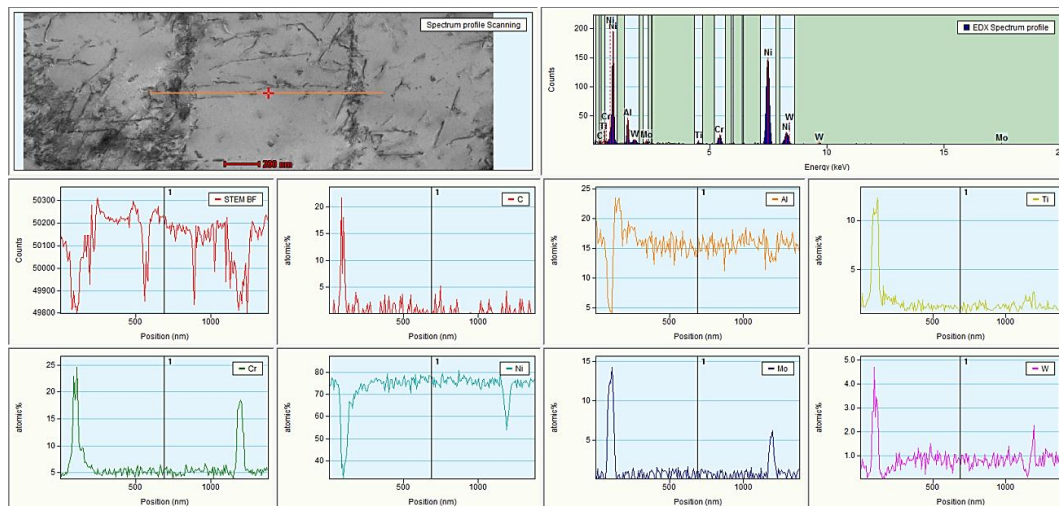 Spectrum profile Scanning
200 nm
EDX Spectrum profile
Counts
200
150
100
50
Ni
Ni
Cr
Ti
C
Al
W
Mo
Ti
Cr
Ni
W
Ni
W
Mo
5
10
15
20
Energy (keV)
1
STEM BF
Counts
50300
50200
50100
50000
49900
49800
500
1000
Position (nm)
1
C
atomic%
20
15
10
5
500
1000
Position (nm)
1
Al
atomic%
25
20
15
10
5
500
1000
Position (nm)
1
Ti
atomic%
10
5
500
1000
Position (nm)
1
Cr
atomic%
25
20
15
10
5
500
1000
Position (nm)
1
Ni
atomic%
80
70
60
50
40
500
1000
Position (nm)
1
Mo
atomic%
15
10
5
500
1000
Position (nm)
1
W
atomic%
5.0
4.0
3.0
2.0
1.0
500
1000
Position (nm)